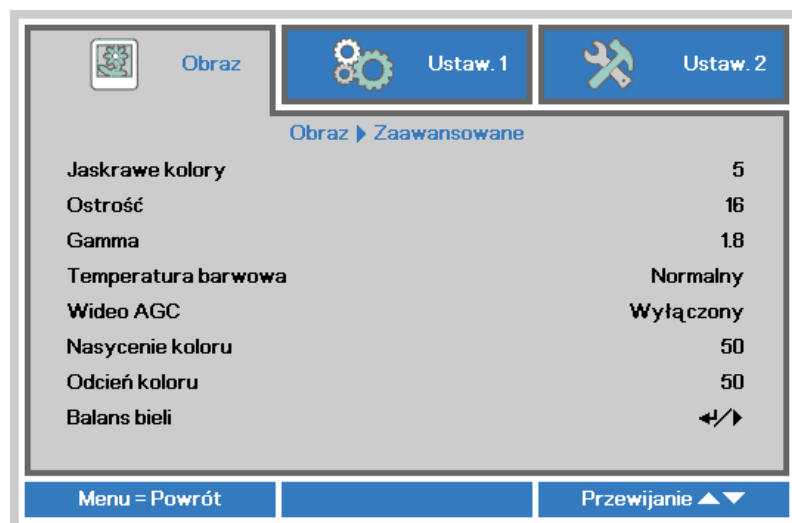 Obraz
Ustaw. 1
Ustaw. 2
Obraz Zaawansowane
Jaskrawe kolory 5
Ostrość 16
Gamma 1.8
Temperatura barwowa Normalny
Wideo AGC Wyłączony
Nasycenie koloru 50
Odcień koloru 50
Balans bieli
Menu = Powrót
Przewijanie